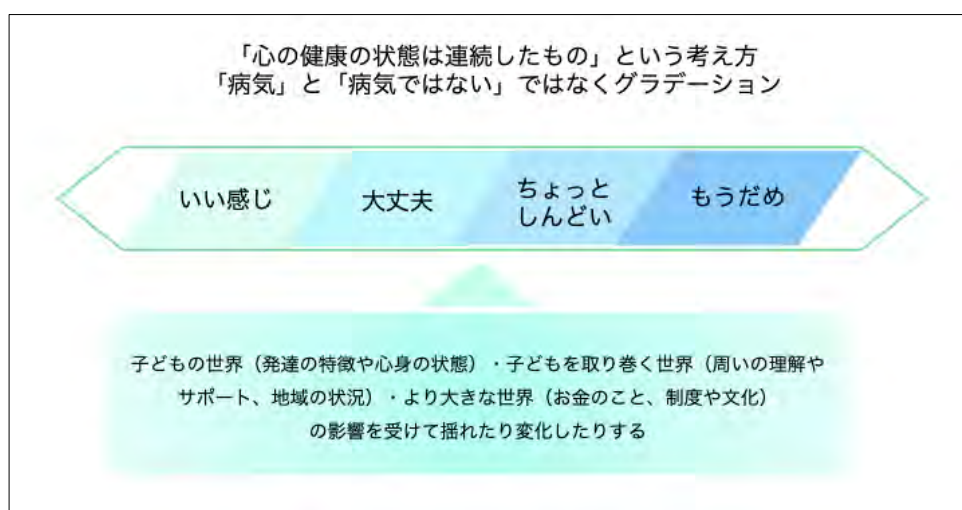 「心の健康の状態は連続したもの」という考え方
「病気」と「病気ではない」ではなくグラデーション
いい感じ
大丈夫
ちょっと
しんどい
もうだめ
子どもの世界（発達の特徴や心身の状態）・子どもを取り巻く世界（周いの理解や
サポート、地域の状況）・より大きな世界（お金のこと、制度や文化）
の影響を受けて揺れたり変化したりする